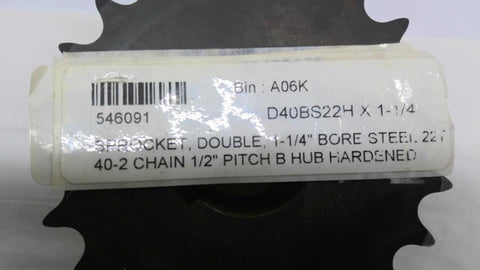 Bin : A06K
546091
D40BS22H X 1-1/4
SPROCKET, DOUBLE, 1-1/4" BORE STEEL 22T
40-2 CHAIN 1/2" PITCH B HUB HARDENED